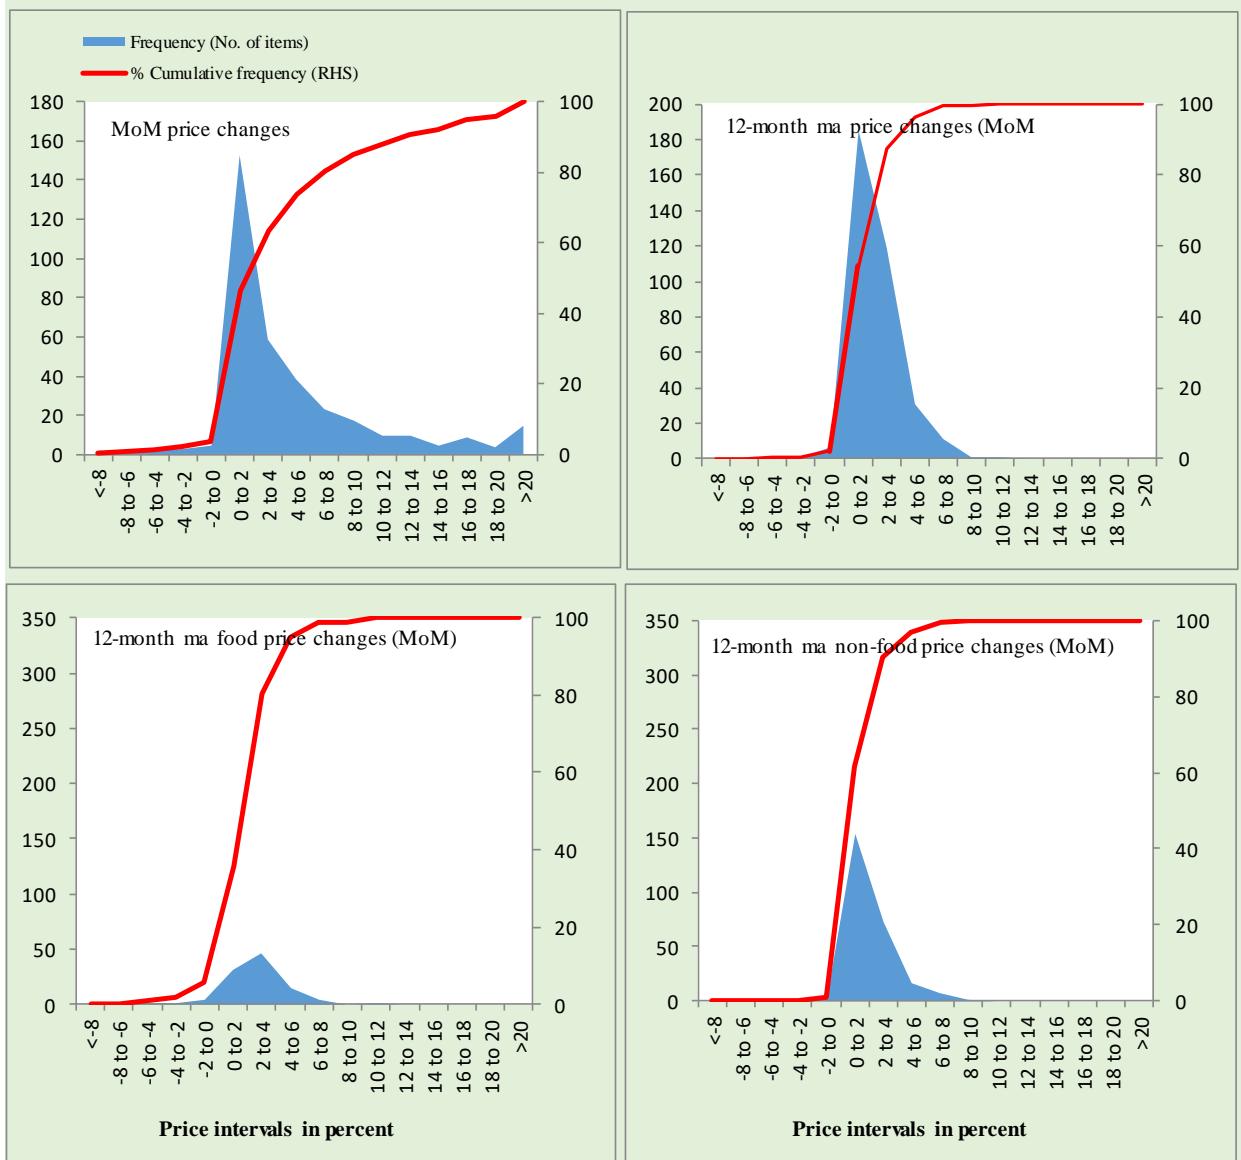 Frequency (No. of items)
% Cumulative frequency (RHS)
MoM price changes
180
160
140
120
100
80
60
40
20
0
100
80
60
40
20
0
<-8
-8 to -6
-6 to -4
-4 to -2
-2 to 0
0 to 2
2 to 4
4 to 6
6 to 8
8 to 10
10 to 12
12 to 14
14 to 16
16 to 18
18 to 20
>20
12-month ma price changes (MoM
200
180
160
140
120
100
80
60
40
20
0
100
80
60
40
20
0
<-8
-8 to -6
-6 to -4
-4 to -2
-2 to 0
0 to 2
2 to 4
4 to 6
6 to 8
8 to 10
10 to 12
12 to 14
14 to 16
16 to 18
18 to 20
>20
12-month ma food price changes (MoM)
350
300
250
200
150
100
50
0
100
80
60
40
20
0
<-8
-8 to -6
-6 to -4
-4 to -2
-2 to 0
0 to 2
2 to 4
4 to 6
6 to 8
8 to 10
10 to 12
12 to 14
14 to 16
16 to 18
18 to 20
>20
Price intervals in percent
12-month ma non-food price changes (MoM)
350
300
250
200
150
100
50
0
100
80
60
40
20
0
<-8
-8 to -6
-6 to -4
-4 to -2
-2 to 0
0 to 2
2 to 4
4 to 6
6 to 8
8 to 10
10 to 12
12 to 14
14 to 16
16 to 18
18 to 20
>20
Price intervals in percent